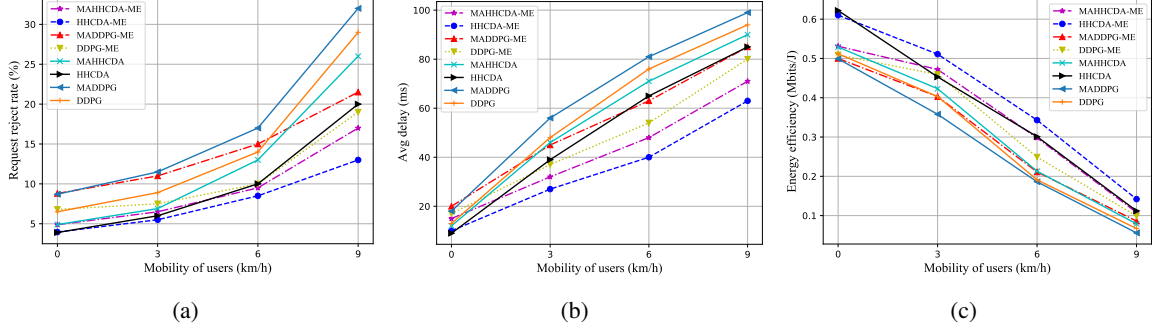 MAHHCDA-ME
HHCDA-ME
MADDPG-ME
DDPG-ME
MAHHCDA
HHCDA
MADDPG
DDPG
Request reject rate (%)
30
25
20
15
10
5
0 3 6 9
Mobility of users (km/h)
(a)
MAHHCDA-ME
HHCDA-ME
MADDPG-ME
DDPG-ME
MAHHCDA
HHCDA
MADDPG
DDPG
Avg delay (ms)
100
80
60
40
20
0 3 6 9
Mobility of users (km/h)
(b)
MAHHCDA-ME
HHCDA-ME
MADDPG-ME
DDPG-ME
MAHHCDA
HHCDA
MADDPG
DDPG
Energy efficiency (Mbits/J)
0.6
0.5
0.4
0.3
0.2
0.1
0 3 6 9
Mobility of users (km/h)
(c)